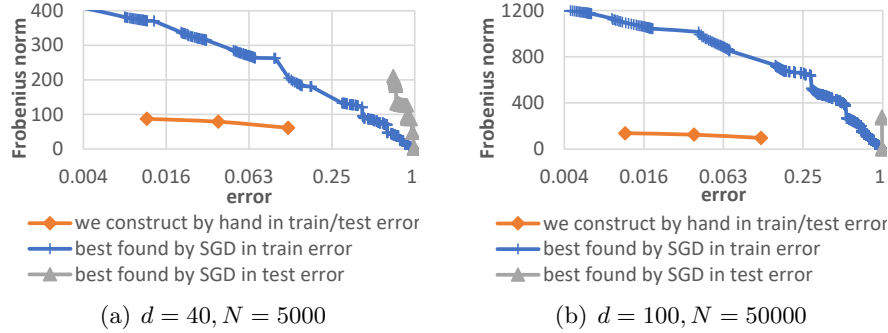 400
300
200
100
0
Frobenius norm
0.004 0.016 0.063 0.25 1
error
we construct by hand in train/test error
best found by SGD in train error
best found by SGD in test error
(a) d = 40, N = 5000
1200
800
400
0
Frobenius norm
0.004 0.016 0.063 0.25 1
error
we construct by hand in train/test error
best found by SGD in train error
best found by SGD in test error
(b) d = 100, N = 50000